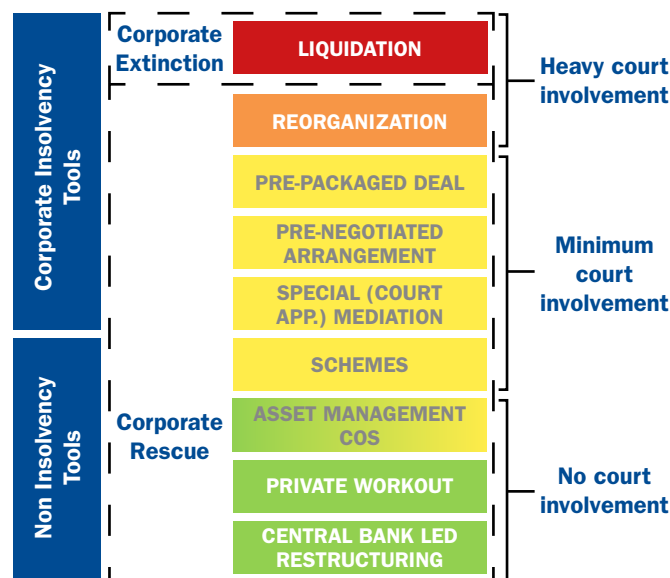 Corporate Insolvency
Tools
Non Insolvency
Tools
Corporate
Extinction
Corporate
Rescue
LIQUIDATION
REORGANIZATION
PRE-PACKAGED DEAL
PRE-NEGOTIATED
ARRANGEMENT
SPECIAL (COURT
APP.) MEDIATION
SCHEMES
ASSET MANAGEMENT
COS
PRIVATE WORKOUT
CENTRAL BANK LED
RESTRUCTURING
Heavy court
involvement
Minimum
court
involvement
No court
involvement